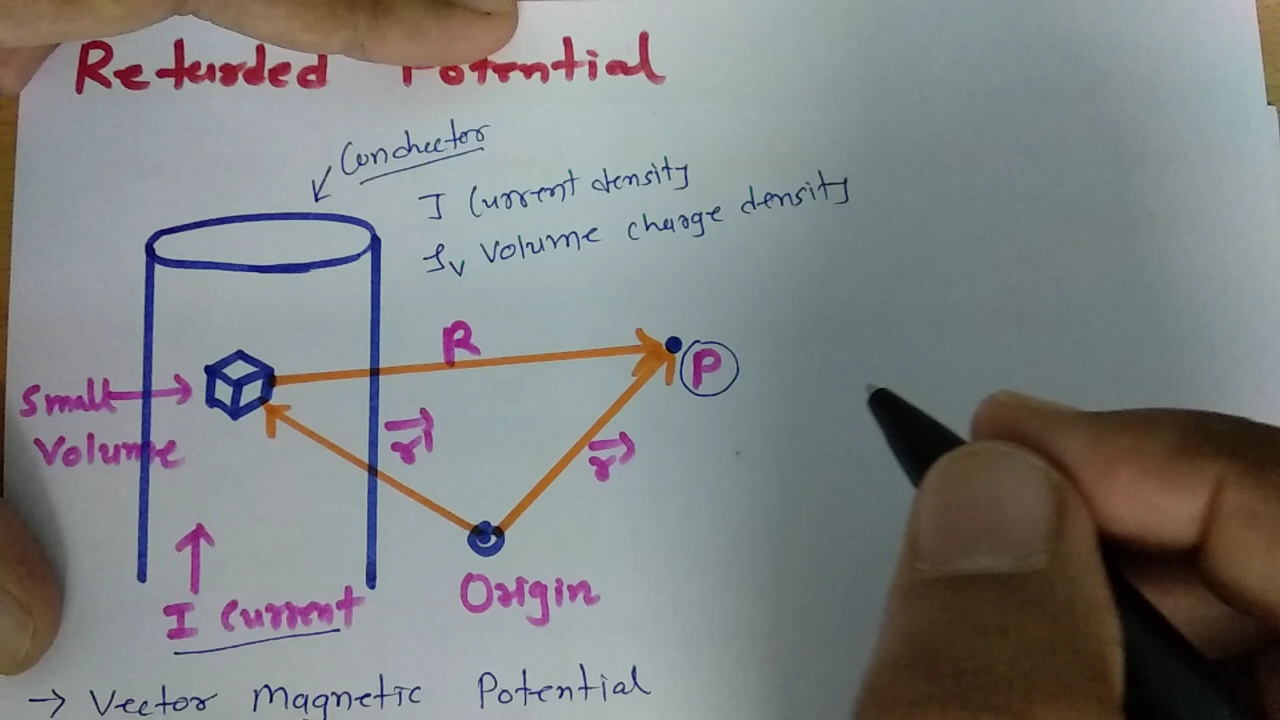 Retarded Potential
Conductor
J Current density
ρv Volume charge density
R
P
Small
Volume
r'
r
Origin
I Current
→ Vector Magnetic Potential